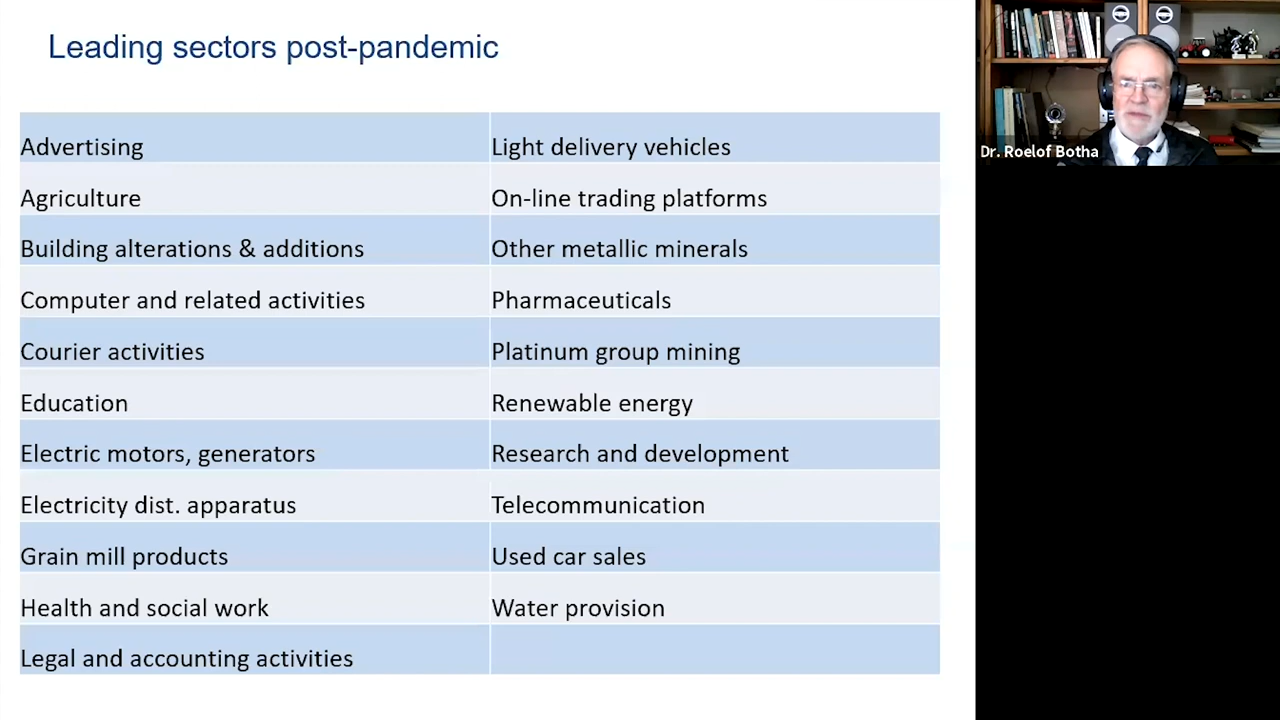 Leading sectors post-pandemic
Advertising
Light delivery vehicles
Agriculture
On-line trading platforms
Building alterations & additions
Other metallic minerals
Computer and related activities
Pharmaceuticals
Courier activities
Platinum group mining
Education
Renewable energy
Electric motors, generators
Research and development
Electricity dist. apparatus
Telecommunication
Grain mill products
Used car sales
Health and social work
Water provision
Legal and accounting activities
Dr. Roelof Botha